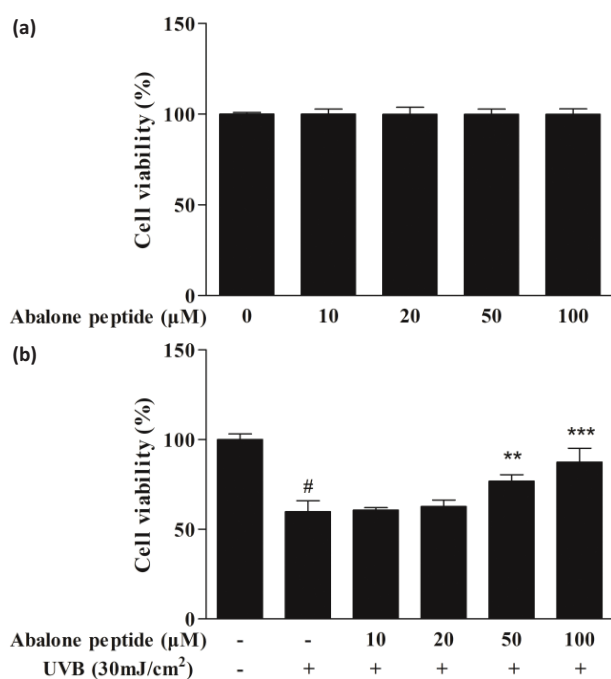 (a)
150
100
50
0
Cell viability (%)
Abalone peptide (µM) 0 10 20 50 100
(b)
150
100
50
0
Cell viability (%)
#
**
***
Abalone peptide (µM) - - 10 20 50 100
UVB (30mJ/cm²) - + + + + +